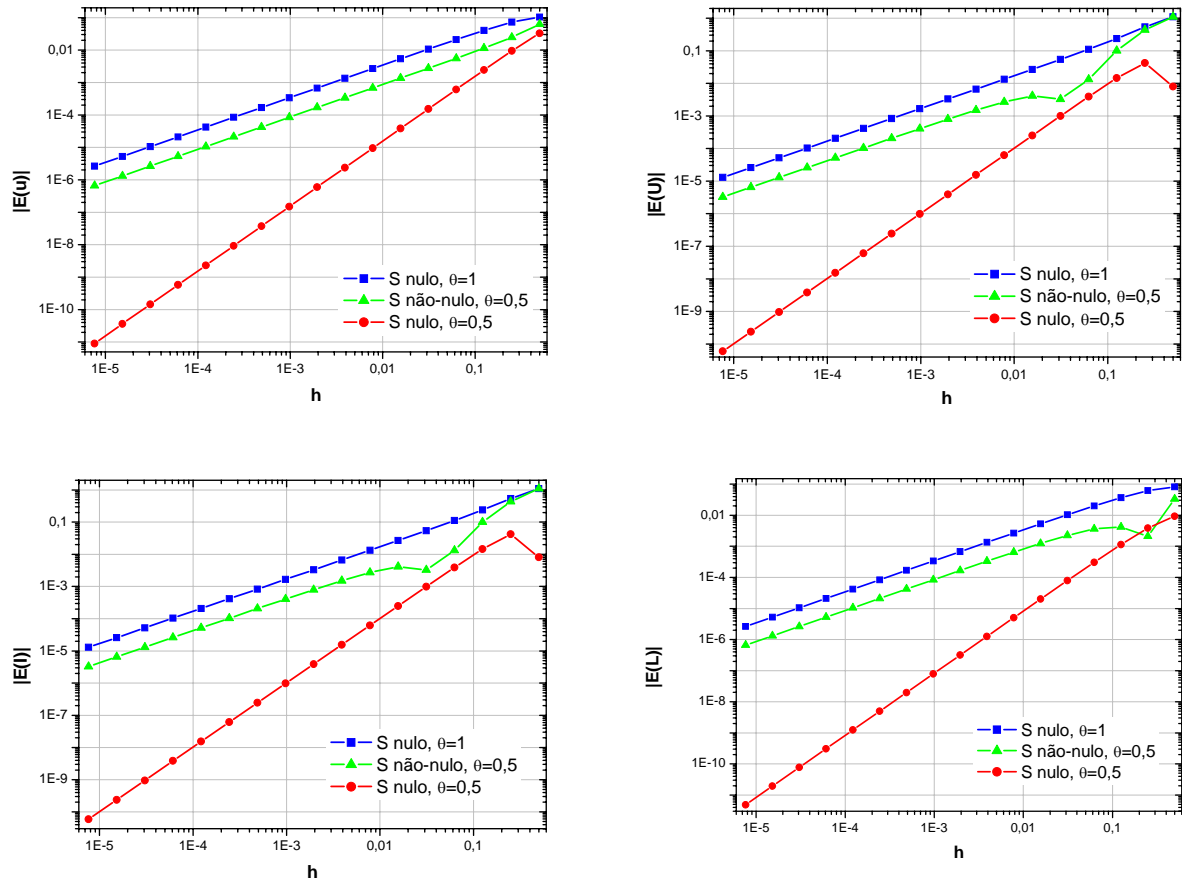 0,01
1E-4
1E-6
1E-8
1E-10
|E(u)|
S nulo, θ=1
S não-nulo, θ=0,5
S nulo, θ=0,5
1E-5 1E-4 1E-3 0,01 0,1
h
0,1
1E-3
1E-5
1E-7
1E-9
|E(U)|
S nulo, θ=1
S não-nulo, θ=0,5
S nulo, θ=0,5
1E-5 1E-4 1E-3 0,01 0,1
h
0,1
1E-3
1E-5
1E-7
1E-9
|E(I)|
S nulo, θ=1
S não-nulo, θ=0,5
S nulo, θ=0,5
1E-5 1E-4 1E-3 0,01 0,1
h
0,01
1E-4
1E-6
1E-8
1E-10
|E(L)|
S nulo, θ=1
S não-nulo, θ=0,5
S nulo, θ=0,5
1E-5 1E-4 1E-3 0,01 0,1
h